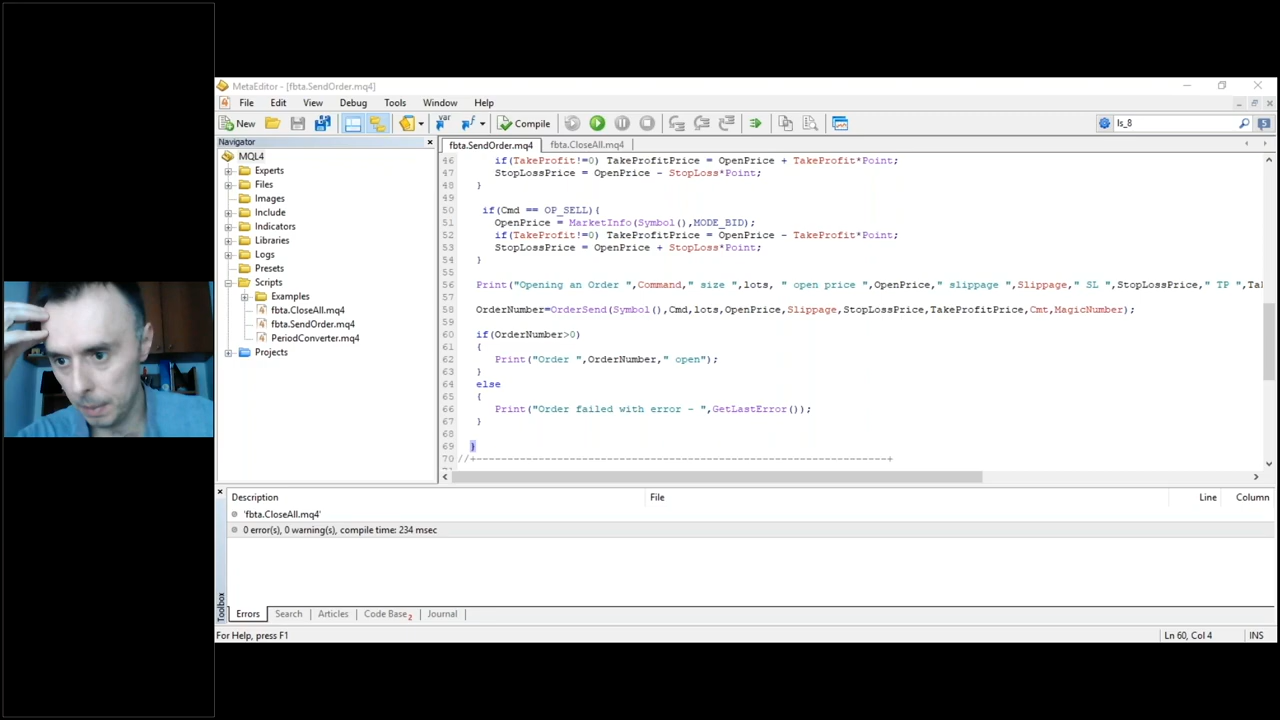 MetaEditor - [fbta.SendOrder.mq4]
File Edit View Debug Tools Window Help
New Compile ls_8
Navigator
MQL4
Experts
Files
Images
Include
Indicators
Libraries
Logs
Presets
Scripts
Examples
fbta.CloseAll.mq4
fbta.SendOrder.mq4
PeriodConverter.mq4
Projects
fbta.SendOrder.mq4 fbta.CloseAll.mq4
46 if(TakeProfit!=0) TakeProfitPrice = OpenPrice + TakeProfit*Point;
47 StopLossPrice = OpenPrice - StopLoss*Point;
48 }
49
50 if(Cmd == OP_SELL){
51 OpenPrice = MarketInfo(Symbol(),MODE_BID);
52 if(TakeProfit!=0) TakeProfitPrice = OpenPrice - TakeProfit*Point;
53 StopLossPrice = OpenPrice + StopLoss*Point;
54 }
55
56 Print("Opening an Order ",Command," size ",lots, " open price ",OpenPrice," slippage ",Slippage," SL ",StopLossPrice," TP ",Tal
57
58 OrderNumber=OrderSend(Symbol(),Cmd,lots,OpenPrice,Slippage,StopLossPrice,TakeProfitPrice,Cmt,MagicNumber);
59
60 if(OrderNumber>0)
61 {
62 Print("Order ",OrderNumber," open");
63 }
64 else
65 {
66 Print("Order failed with error - ",GetLastError());
67 }
68
69 }
70 //+------------------------------------------------------------------+
Toolbox
Description File Line Column
'fbta.CloseAll.mq4'
0 error(s), 0 warning(s), compile time: 234 msec
Errors Search Articles Code Base 2 Journal
For Help, press F1 Ln 60, Col 4 INS